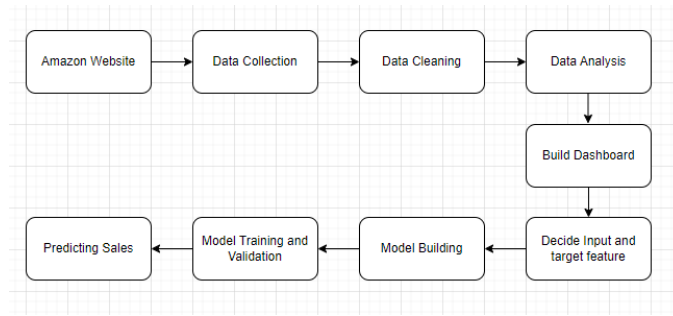 Amazon Website
Data Collection
Data Cleaning
Data Analysis
Build Dashboard
Decide Input and
target feature
Model Building
Model Training and
Validation
Predicting Sales